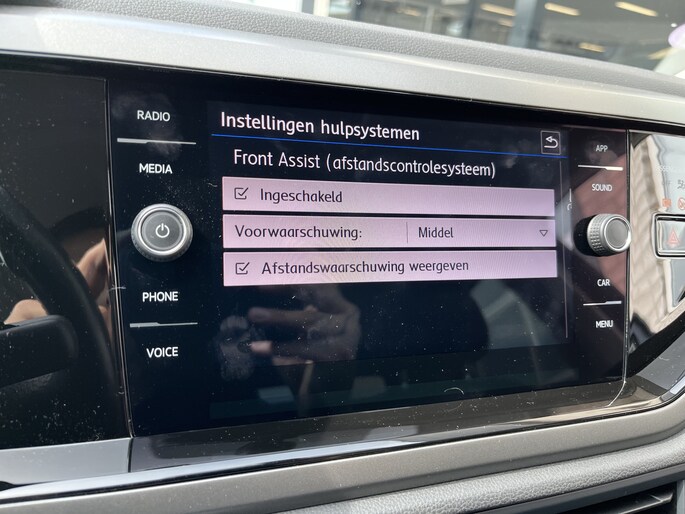 RADIO
MEDIA
PHONE
VOICE
Instellingen hulpsystemen
Front Assist (afstandscontrolesysteem)
Ingeschakeld
Voorwaarschuwing: Middel
Afstandswaarschuwing weergeven
APP
SOUND
CAR
MENU